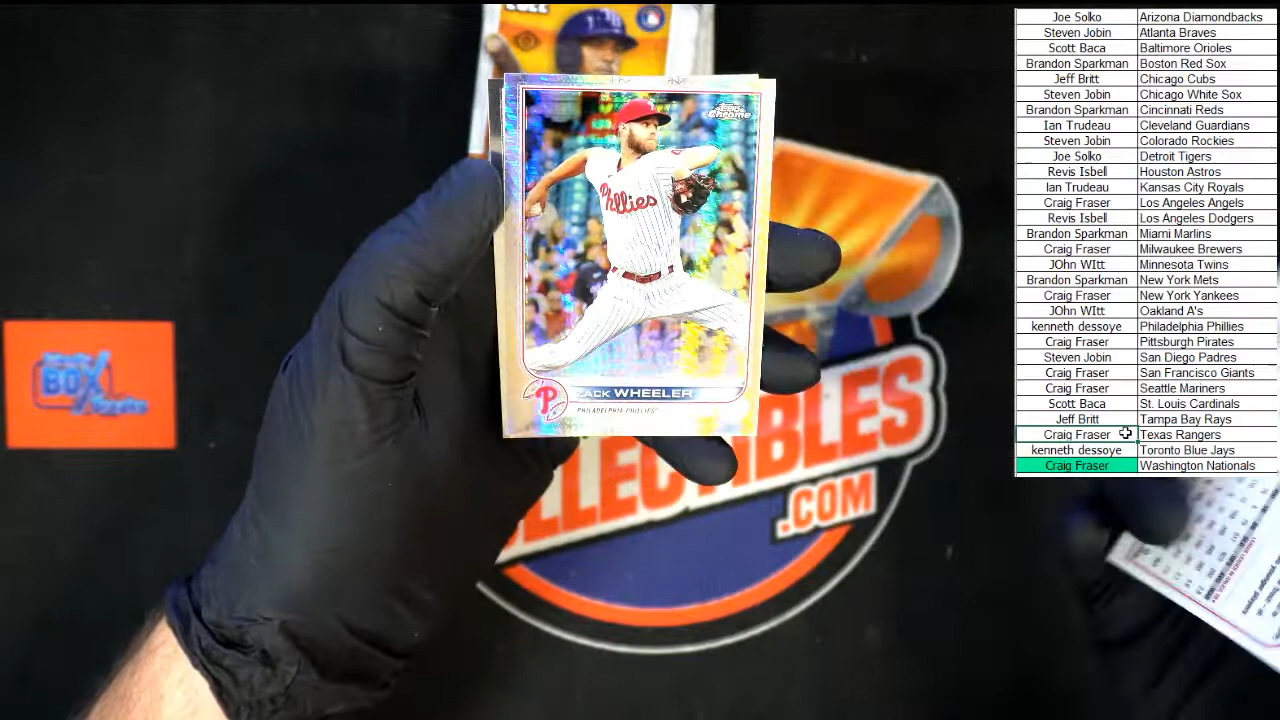 2022
Topps
Chrome
Phillies
P
ZACK WHEELER
PHILADELPHIA PHILLIES
BOX
COLLECTIBLES
.COM
Joe Solko Arizona Diamondbacks
Steven Jobin Atlanta Braves
Scott Baca Baltimore Orioles
Brandon Sparkman Boston Red Sox
Jeff Britt Chicago Cubs
Steven Jobin Chicago White Sox
Brandon Sparkman Cincinnati Reds
Ian Trudeau Cleveland Guardians
Steven Jobin Colorado Rockies
Joe Solko Detroit Tigers
Revis Isbell Houston Astros
Ian Trudeau Kansas City Royals
Craig Fraser Los Angeles Angels
Revis Isbell Los Angeles Dodgers
Brandon Sparkman Miami Marlins
Craig Fraser Milwaukee Brewers
JOhn WItt Minnesota Twins
Brandon Sparkman New York Mets
Craig Fraser New York Yankees
JOhn WItt Oakland A's
kenneth dessoye Philadelphia Phillies
Craig Fraser Pittsburgh Pirates
Steven Jobin San Diego Padres
Craig Fraser San Francisco Giants
Craig Fraser Seattle Mariners
Scott Baca St. Louis Cardinals
Jeff Britt Tampa Bay Rays
Craig Fraser Texas Rangers
kenneth dessoye Toronto Blue Jays
Craig Fraser Washington Nationals